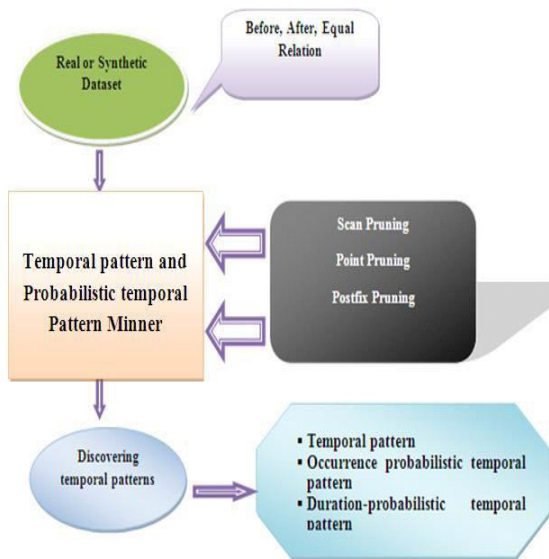 Before, After, Equal
Relation
Real or Synthetic
Dataset
Temporal pattern and
Probabilistic temporal
Pattern Minner
Scan Pruning
Point Pruning
Postfix Pruning
Discovering
temporal patterns
▪ Temporal pattern
▪ Occurrence probabilistic temporal
pattern
▪ Duration-probabilistic temporal
pattern